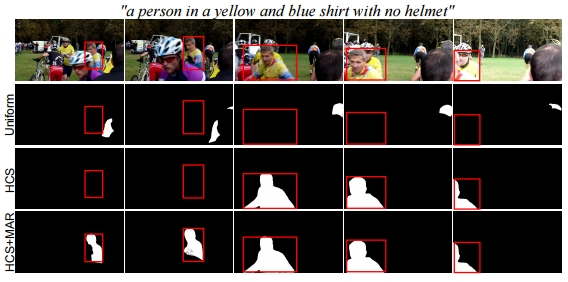 "a person in a yellow and blue shirt with no helmet"
Uniform
HCS
HCS+MAR